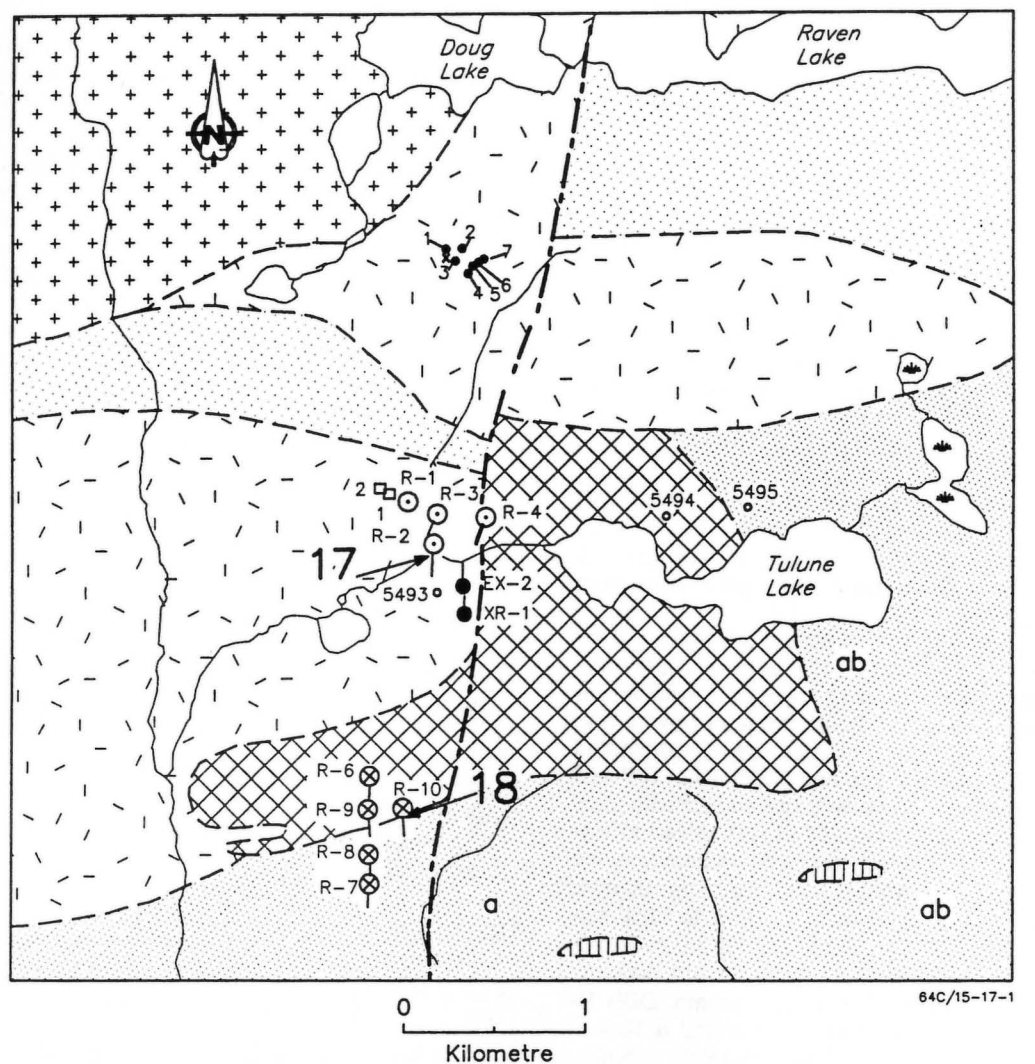 Doug
Lake
Raven
Lake
N
1
2
3
7
6
5
4
R-1
2
1
R-3
R-4
R-2
5494
5495
17
5493
EX-2
XR-1
Tulune
Lake
ab
R-6
R-10
18
R-9
R-8
R-7
a
ab
64C/15-17-1
0 1
Kilometre